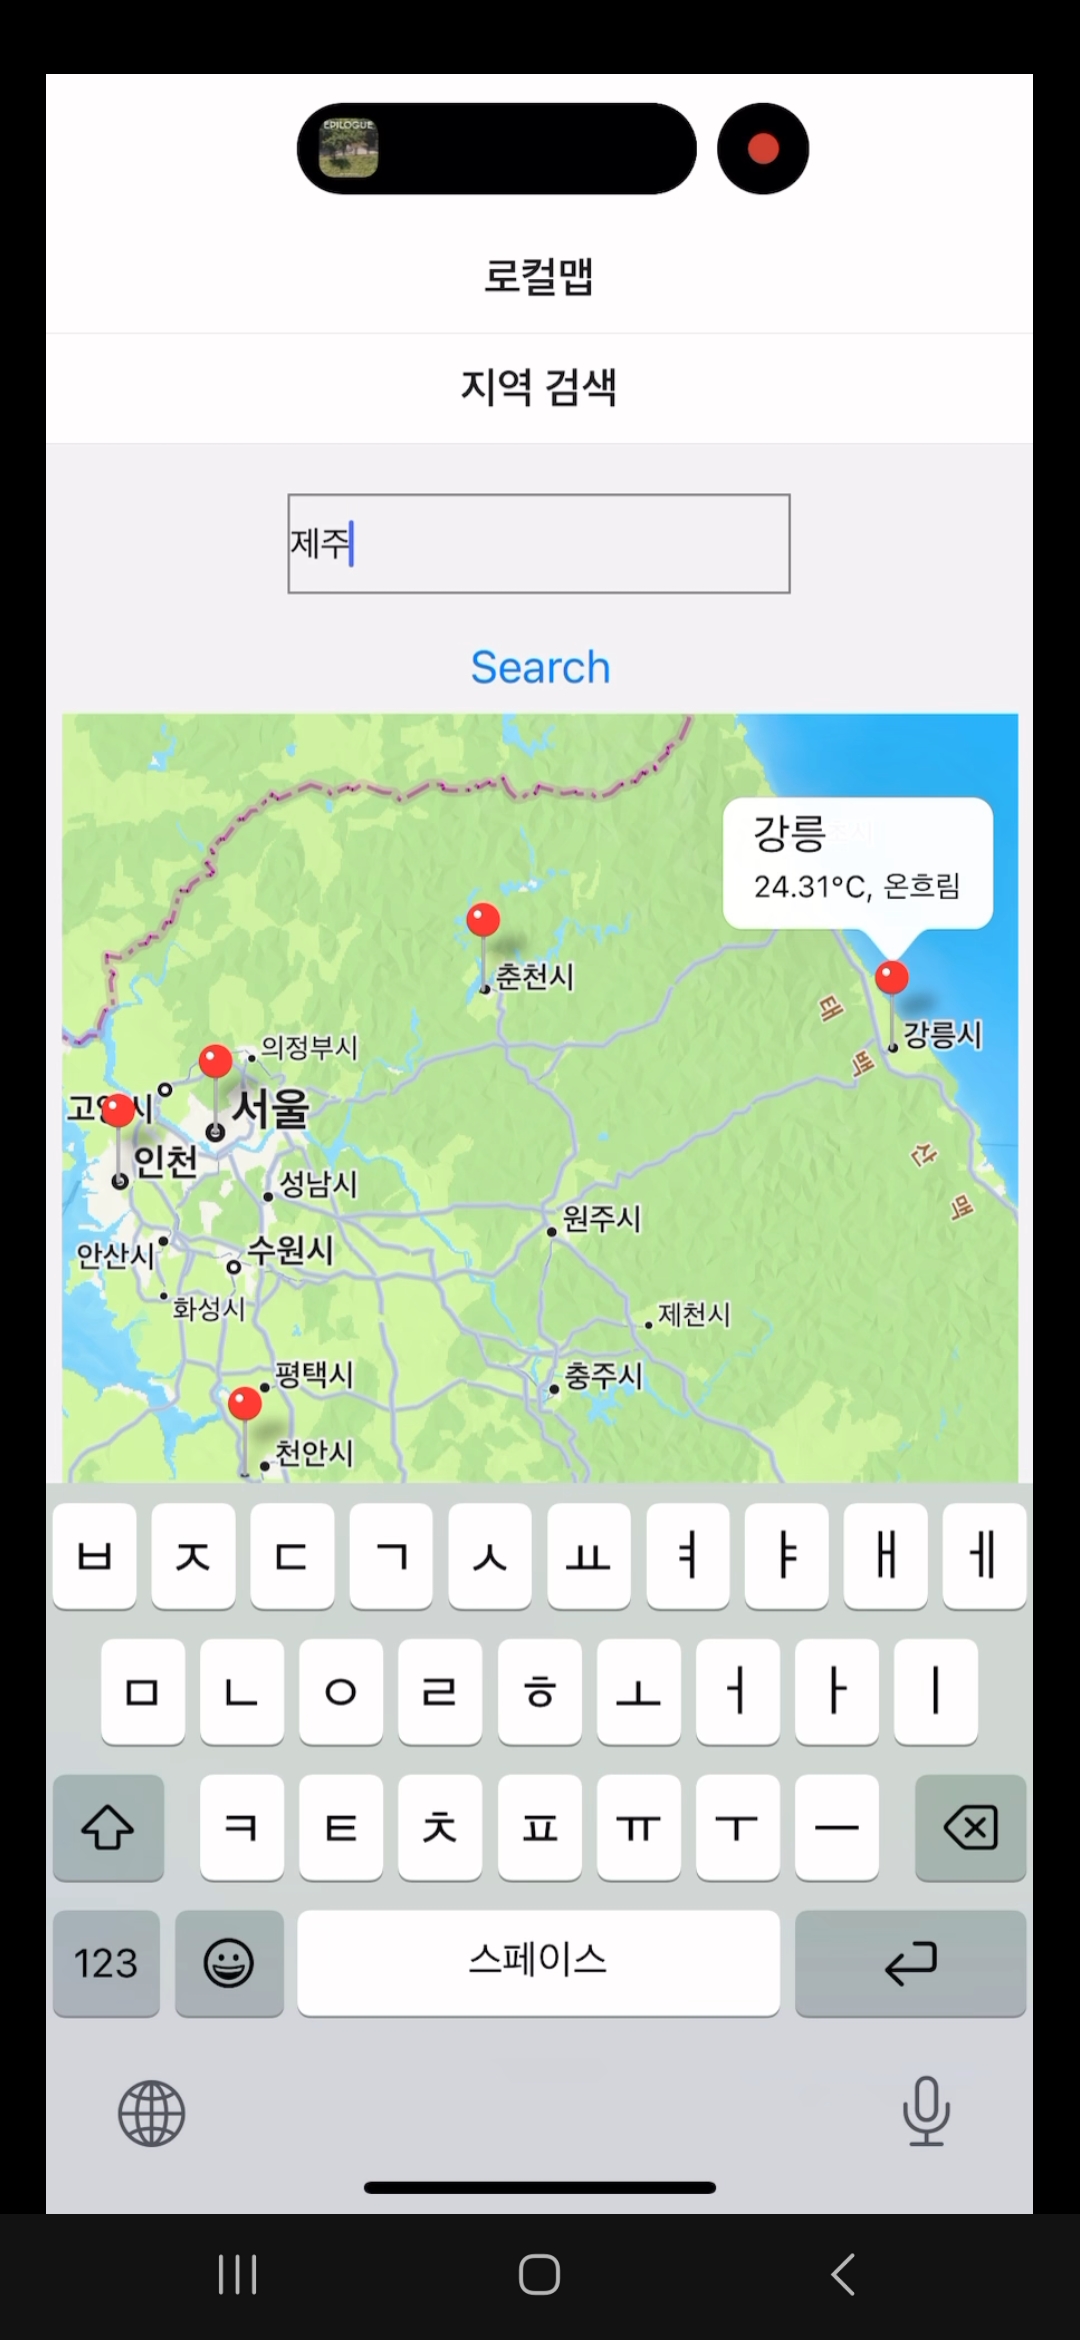 EPILOGUE
로컬맵
지역 검색
제주
Search
강릉
24.31°C, 온흐림
춘천시
강릉시
태백산맥
의정부시
서울
인천
성남시
원주시
안산시
수원시
화성시
제천시
평택시
충주시
천안시
ㅂ ㅈ ㄷ ㄱ ㅅ ㅛ ㅕ ㅑ ㅐ ㅔ
ㅁ ㄴ ㅇ ㄹ ㅎ ㅗ ㅓ ㅏ ㅣ
ㅋ ㅌ ㅊ ㅍ ㅠ ㅜ ㅡ
123 스페이스